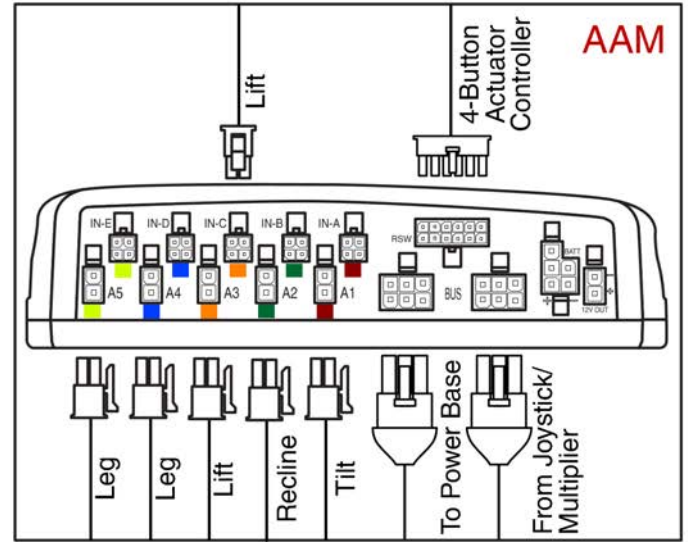 AAM
Lift
4-Button
Actuator
Controller
IN-E
IN-D
IN-C
IN-B
IN-A
RSW
BATT
A5
A4
A3
A2
A1
BUS
- +
+
-
12V OUT
Leg
Leg
Lift
Recline
Tilt
To Power Base
From Joystick/
Multiplier